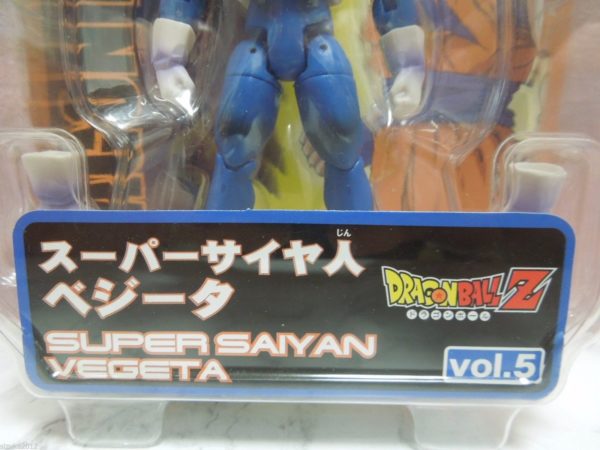 じん
スーパーサイヤ人
ベジータ
SUPER SAIYAN
VEGETA
DRAGONBALL Z
ドラゴンボール
vol.5